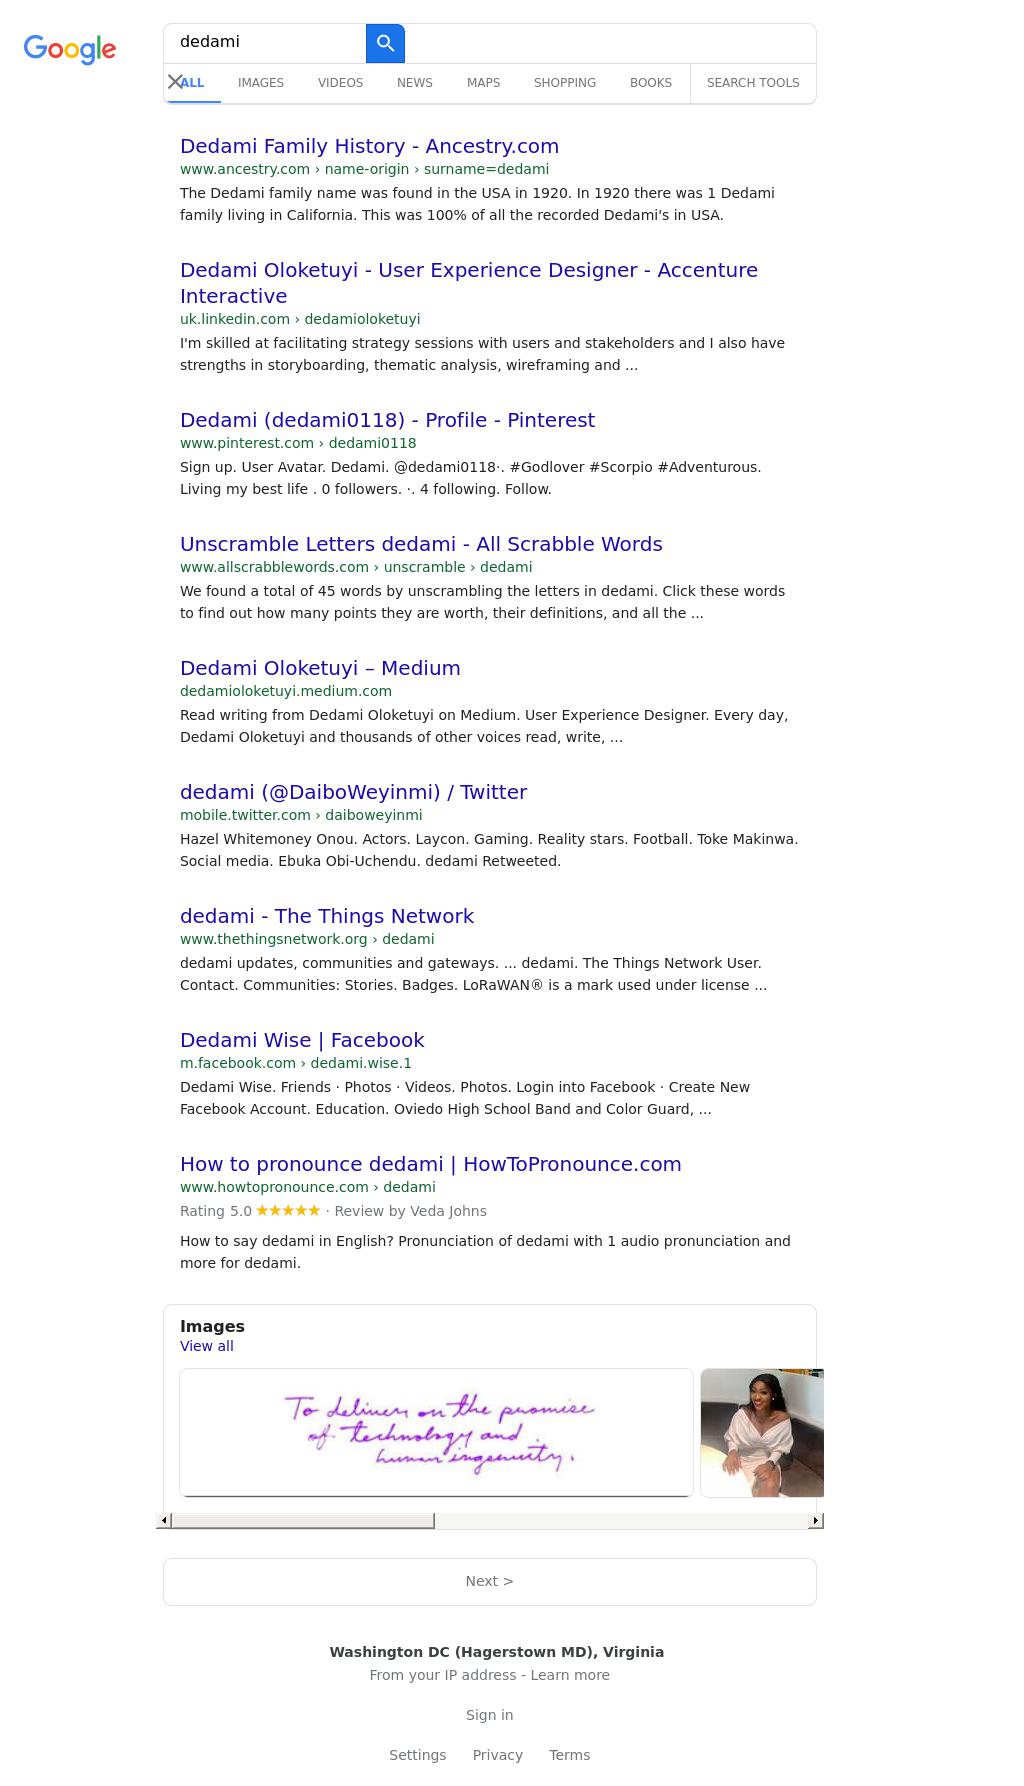 Google
dedami
ALL IMAGES VIDEOS NEWS MAPS SHOPPING BOOKS SEARCH TOOLS
Dedami Family History - Ancestry.com
www.ancestry.com › name-origin › surname=dedami
The Dedami family name was found in the USA in 1920. In 1920 there was 1 Dedami
family living in California. This was 100% of all the recorded Dedami's in USA.
Dedami Oloketuyi - User Experience Designer - Accenture
Interactive
uk.linkedin.com › dedamioloketuyi
I'm skilled at facilitating strategy sessions with users and stakeholders and I also have
strengths in storyboarding, thematic analysis, wireframing and ...
Dedami (dedami0118) - Profile - Pinterest
www.pinterest.com › dedami0118
Sign up. User Avatar. Dedami. @dedami0118·. #Godlover #Scorpio #Adventurous.
Living my best life . 0 followers. ·. 4 following. Follow.
Unscramble Letters dedami - All Scrabble Words
www.allscrabblewords.com › unscramble › dedami
We found a total of 45 words by unscrambling the letters in dedami. Click these words
to find out how many points they are worth, their definitions, and all the ...
Dedami Oloketuyi – Medium
dedamioloketuyi.medium.com
Read writing from Dedami Oloketuyi on Medium. User Experience Designer. Every day,
Dedami Oloketuyi and thousands of other voices read, write, ...
dedami (@DaiboWeyinmi) / Twitter
mobile.twitter.com › daiboweyinmi
Hazel Whitemoney Onou. Actors. Laycon. Gaming. Reality stars. Football. Toke Makinwa.
Social media. Ebuka Obi-Uchendu. dedami Retweeted.
dedami - The Things Network
www.thethingsnetwork.org › dedami
dedami updates, communities and gateways. ... dedami. The Things Network User.
Contact. Communities: Stories. Badges. LoRaWAN® is a mark used under license ...
Dedami Wise | Facebook
m.facebook.com › dedami.wise.1
Dedami Wise. Friends · Photos · Videos. Photos. Login into Facebook · Create New
Facebook Account. Education. Oviedo High School Band and Color Guard, ...
How to pronounce dedami | HowToPronounce.com
www.howtopronounce.com › dedami
Rating 5.0 ★★★★★ · Review by Veda Johns
How to say dedami in English? Pronunciation of dedami with 1 audio pronunciation and
more for dedami.
Images
View all
To deliver on the promise
of technology and
human ingenuity.
Next >
Washington DC (Hagerstown MD), Virginia
From your IP address - Learn more
Sign in
Settings Privacy Terms